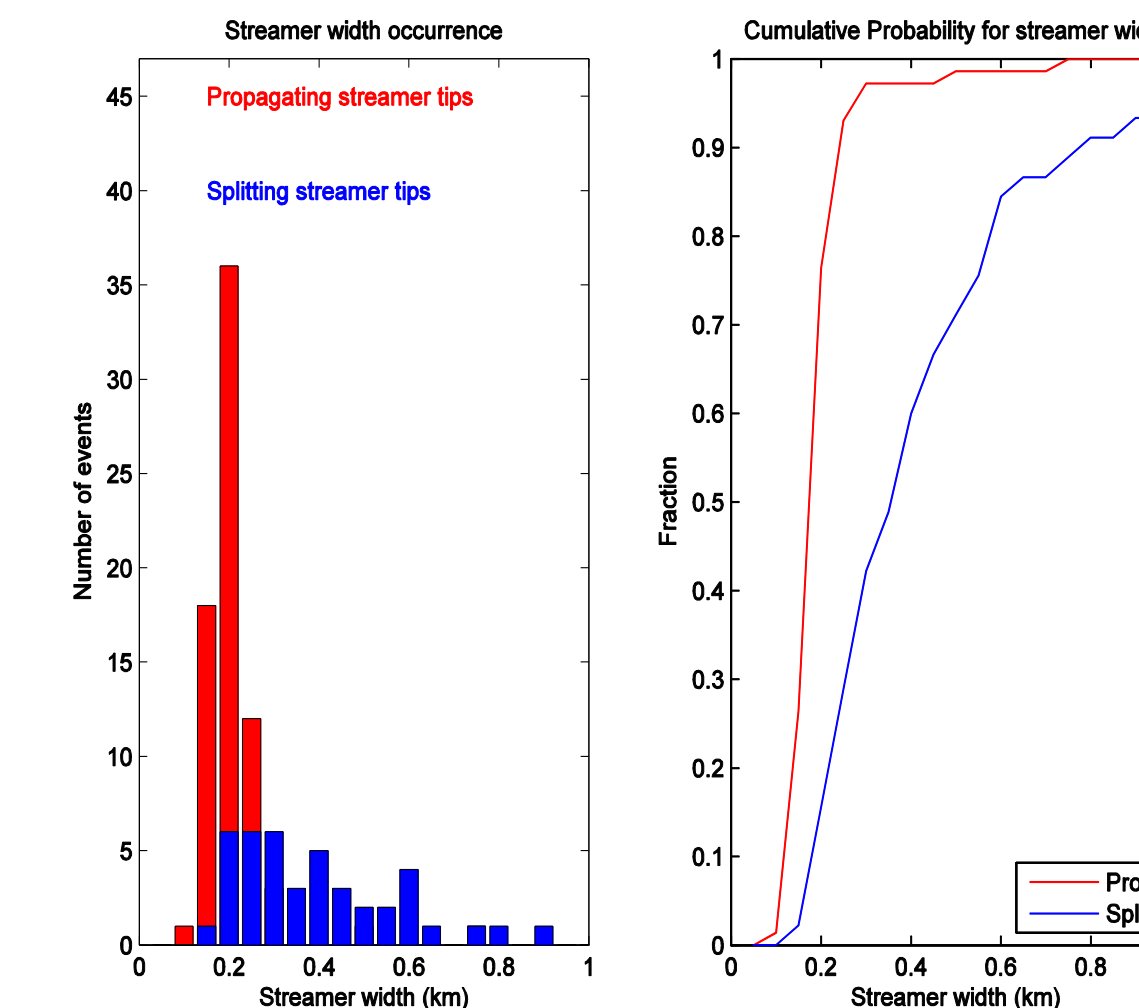 Streamer width occurrence
Propagating streamer tips
Splitting streamer tips
Number of events
45
40
35
30
25
20
15
10
5
0
0 0.2 0.4 0.6 0.8 1
Streamer width (km)
Cumulative Probability for streamer wid
Fraction
1
0.9
0.8
0.7
0.6
0.5
0.4
0.3
0.2
0.1
0
0 0.2 0.4 0.6 0.8
Streamer width (km)
Pro
Spl